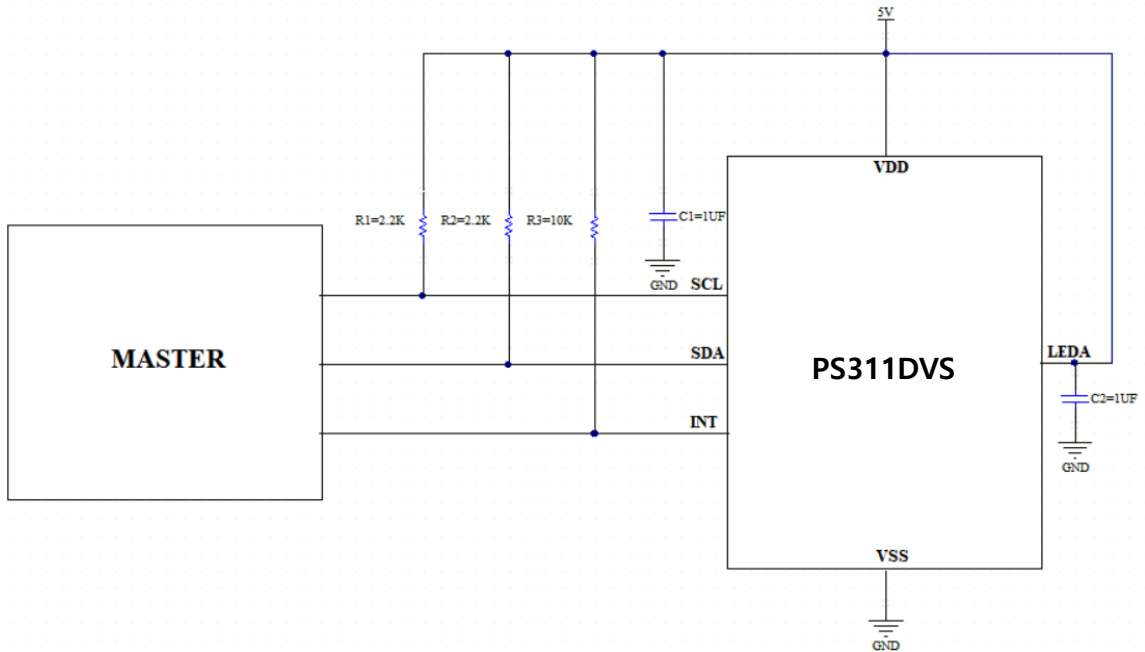 5V
VDD
R1=2.2K
R2=2.2K
R3=10K
C1=1UF
GND
SCL
MASTER
SDA
PS311DVS
LEDA
C2=1UF
INT
GND
VSS
GND